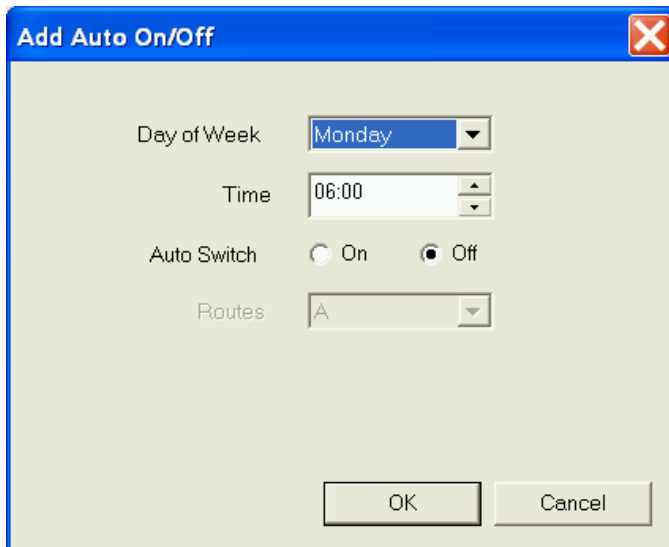 Add Auto On/Off
Day of Week Monday
Time 06:00
Auto Switch On Off
Routes A
OK Cancel